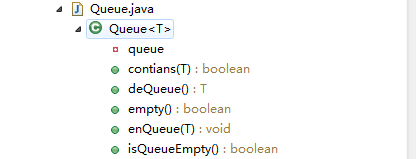 Queue.java
Queue<T>
queue
contians(T) : boolean
deQueue() : T
empty() : boolean
enQueue(T) : void
isQueueEmpty() : boolean